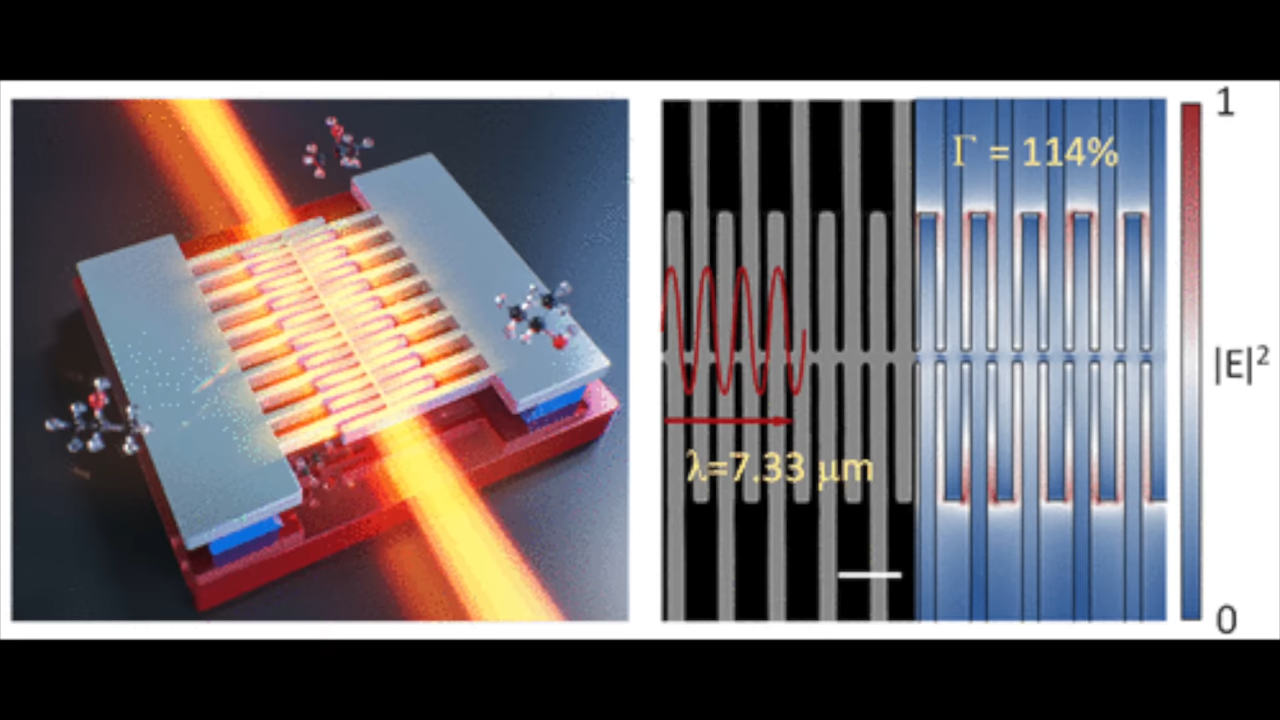 Γ = 114%
λ=7.33 μm
1
|E|²
0